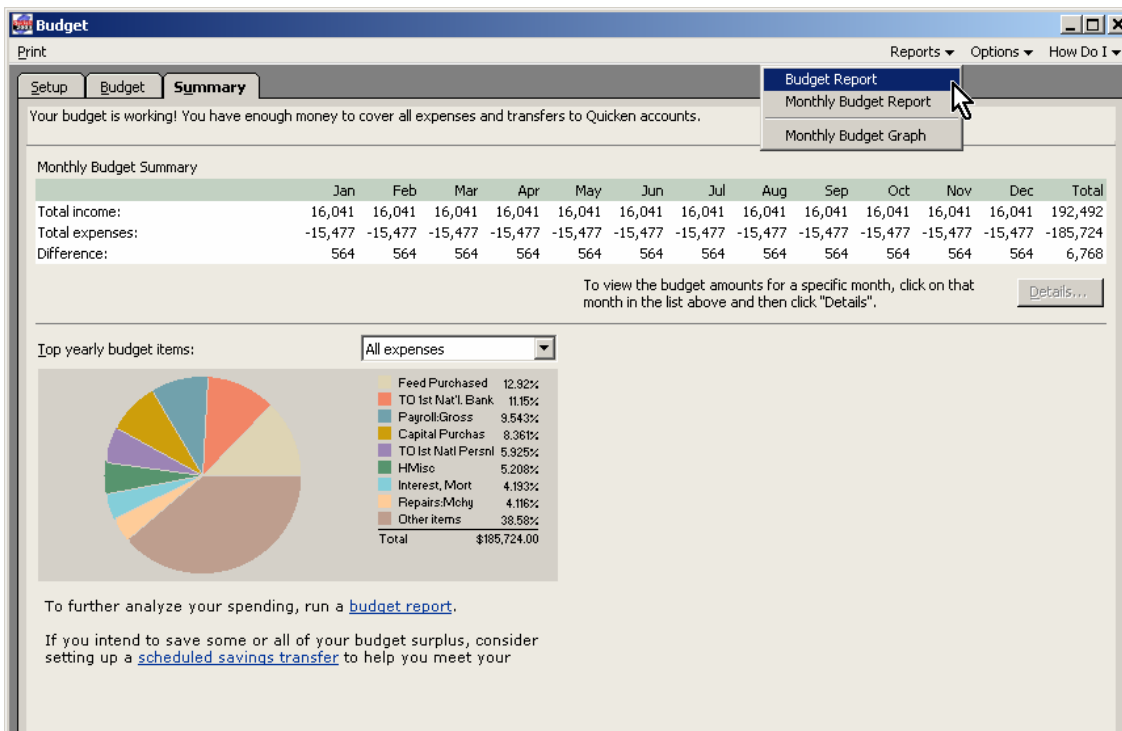 Budget
Print Reports Options How Do I
Setup Budget Summary
Budget Report
Monthly Budget Report
Monthly Budget Graph
Your budget is working! You have enough money to cover all expenses and transfers to Quicken accounts.
Monthly Budget Summary
Jan Feb Mar Apr May Jun Jul Aug Sep Oct Nov Dec Total
Total income: 16,041 16,041 16,041 16,041 16,041 16,041 16,041 16,041 16,041 16,041 16,041 16,041 192,492
Total expenses: -15,477 -15,477 -15,477 -15,477 -15,477 -15,477 -15,477 -15,477 -15,477 -15,477 -15,477 -15,477 -185,724
Difference: 564 564 564 564 564 564 564 564 564 564 564 564 6,768
To view the budget amounts for a specific month, click on that
month in the list above and then click "Details".
Details...
Top yearly budget items: All expenses
Feed Purchased 12.92%
TO 1st Nat'l. Bank 11.15%
Payroll:Gross 9.543%
Capital Purchas 8.361%
TO Ist Natl Persnl 5.925%
HMisc 5.208%
Interest, Mort 4.193%
Repairs:Mchy 4.116%
Other items 38.58%
Total $185,724.00
To further analyze your spending, run a budget report.
If you intend to save some or all of your budget surplus, consider
setting up a scheduled savings transfer to help you meet your